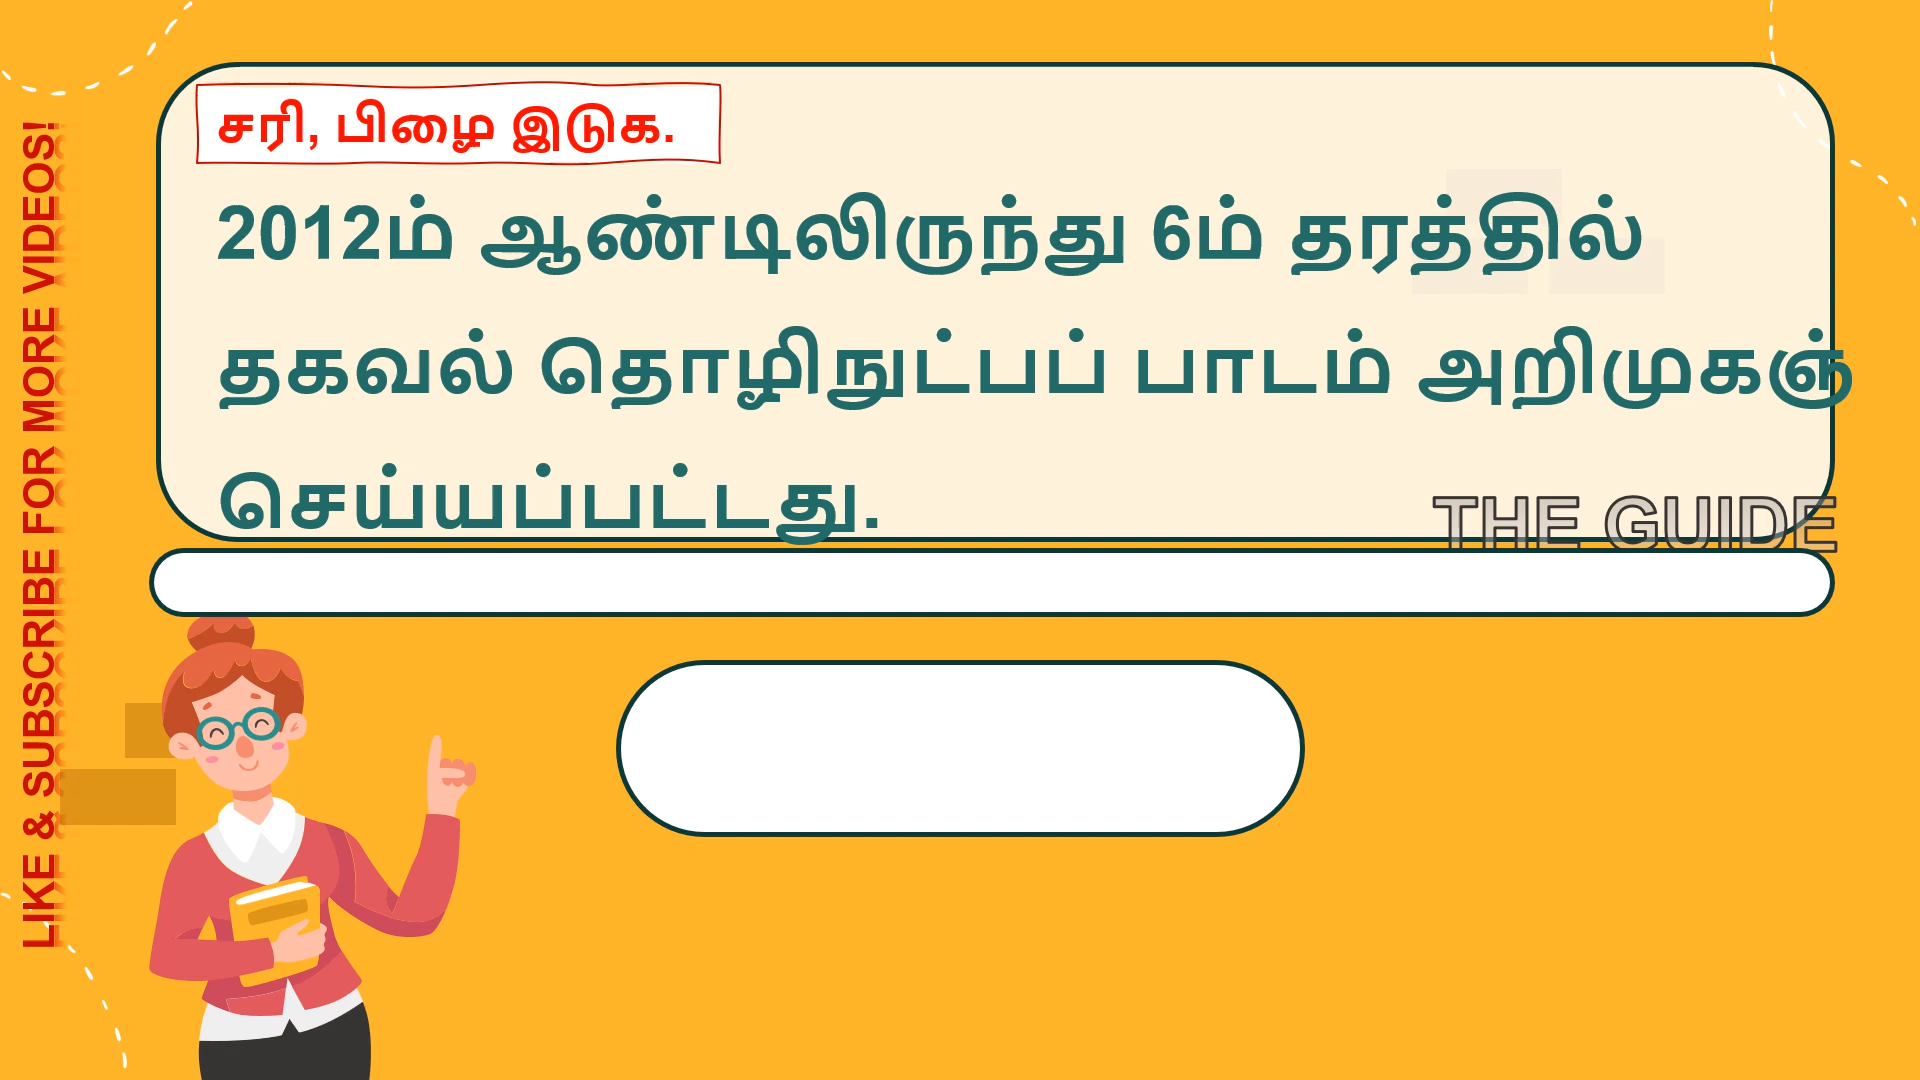 சரி, பிழை இடுக.
2012ம் ஆண்டிலிருந்து 6ம் தரத்தில்
தகவல் தொழிநுட்பப் பாடம் அறிமுகஞ்
செய்யப்பட்டது.
THE GUIDE
LIKE & SUBSCRIBE FOR MORE VIDEOS!